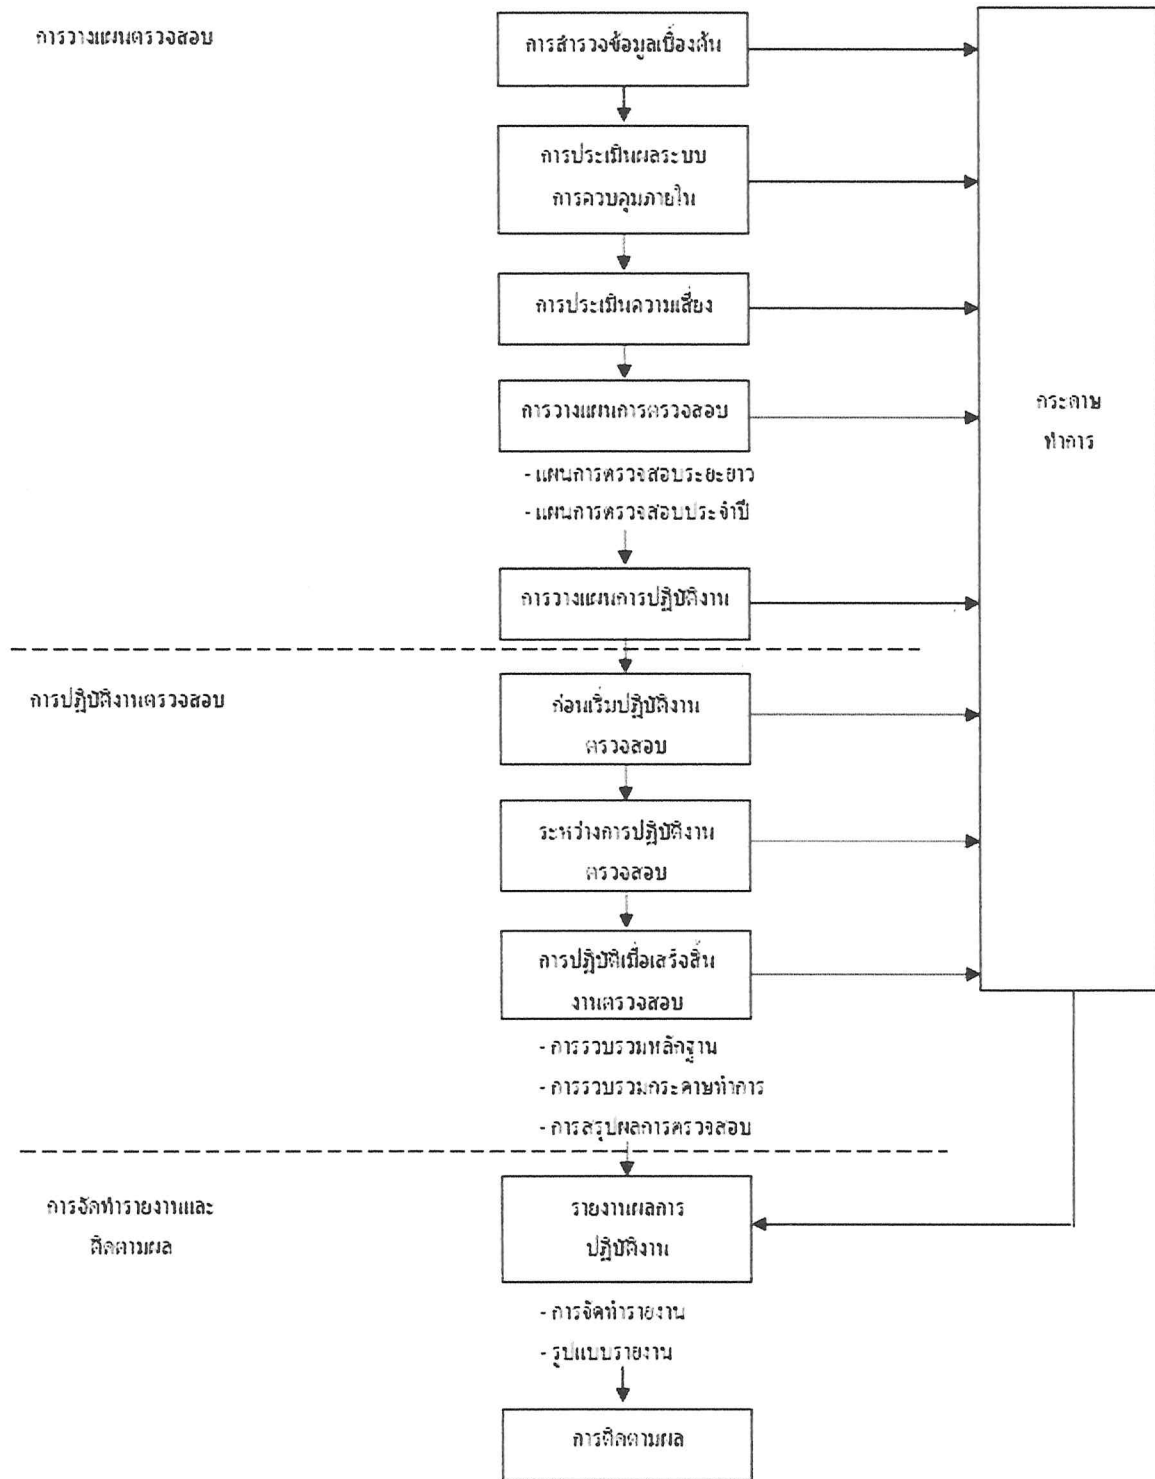 การวางแผนตรวจสอบ
การสำรวจข้อมูลเบื้องต้น
การประเมินผลระบบ
การควบคุมภายใน
การประเมินความเสี่ยง
การวางแผนการตรวจสอบ
- แผนการตรวจสอบระยะยาว
- แผนการตรวจสอบประจำปี
การวางแผนการปฏิบัติงาน
กระดาษ
ทำการ
การปฏิบัติงานตรวจสอบ
ก่อนเริ่มปฏิบัติงาน
ตรวจสอบ
ระหว่างการปฏิบัติงาน
ตรวจสอบ
การปฏิบัติเมื่อเสร็จสิ้น
งานตรวจสอบ
- การรวบรวมหลักฐาน
- การรวบรวมกระดาษทำการ
- การสรุปผลการตรวจสอบ
การจัดทำรายงานและ
ติดตามผล
รายงานผลการ
ปฏิบัติงาน
- การจัดทำรายงาน
- รูปแบบรายงาน
การติดตามผล